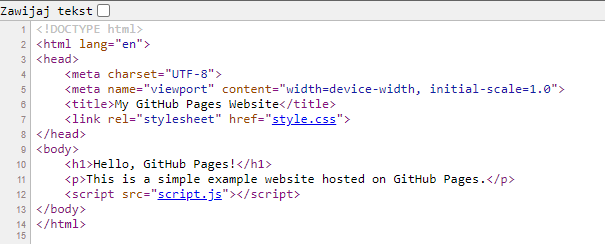 Zawijaj tekst
1 <!DOCTYPE html>
2 <html lang="en">
3 <head>
4     <meta charset="UTF-8">
5     <meta name="viewport" content="width=device-width, initial-scale=1.0">
6     <title>My GitHub Pages Website</title>
7     <link rel="stylesheet" href="style.css">
8 </head>
9 <body>
10     <h1>Hello, GitHub Pages!</h1>
11     <p>This is a simple example website hosted on GitHub Pages.</p>
12     <script src="script.js"></script>
13 </body>
14 </html>
15